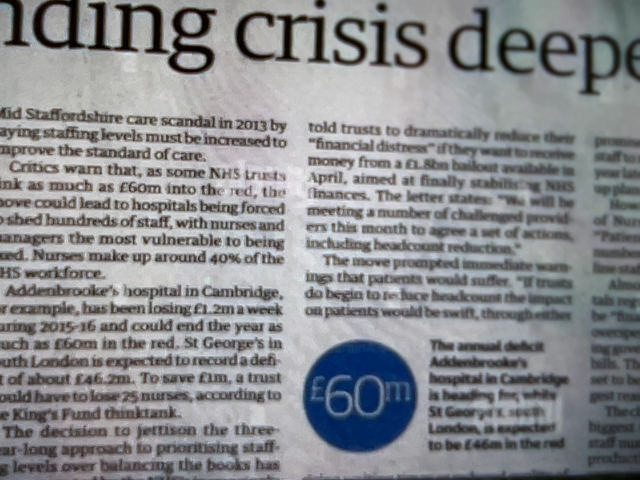 nding crisis deepe
Mid Staffordshire care scandal in 2013 by
aying staffing levels must be increased to
mprove the standard of care.
Critics warn that, as some NHS trusts
ink as much as £60m into the red, the
ove could lead to hospitals being forced
o shed hundreds of staff, with nurses and
anagers the most vulnerable to being
xed. Nurses make up around 40% of the
HS workforce.
Addenbrooke's hospital in Cambridge,
r example, has been losing £1.2m a week
uring 2015-16 and could end the year as
uch as £60m in the red. St George's in
outh London is expected to record a defi-
t of about £46.2m. To save £1m, a trust
ould have to lose 25 nurses, according to
e King's Fund thinktank.
The decision to jettison the three-
ear-long approach to prioritising staff-
g levels over balancing the books has
told trusts to dramatically reduce their
"financial distress" if they want to receive
money from a £1.8bn bailout available in
April, aimed at finally stabilising NHS
finances. The letter states: "We will be
meeting a number of challenged provid-
ers this month to agree a set of actions,
including headcount reduction."
The move prompted immediate warn-
ings that patients would suffer. "If trusts
do begin to reduce headcount the impact
on patients would be swift, through either
£60m
The annual deficit
Addenbrooke's
hospital in Cambridge
is heading for, while
St George's, south
London, is expected
to be £46m in the red